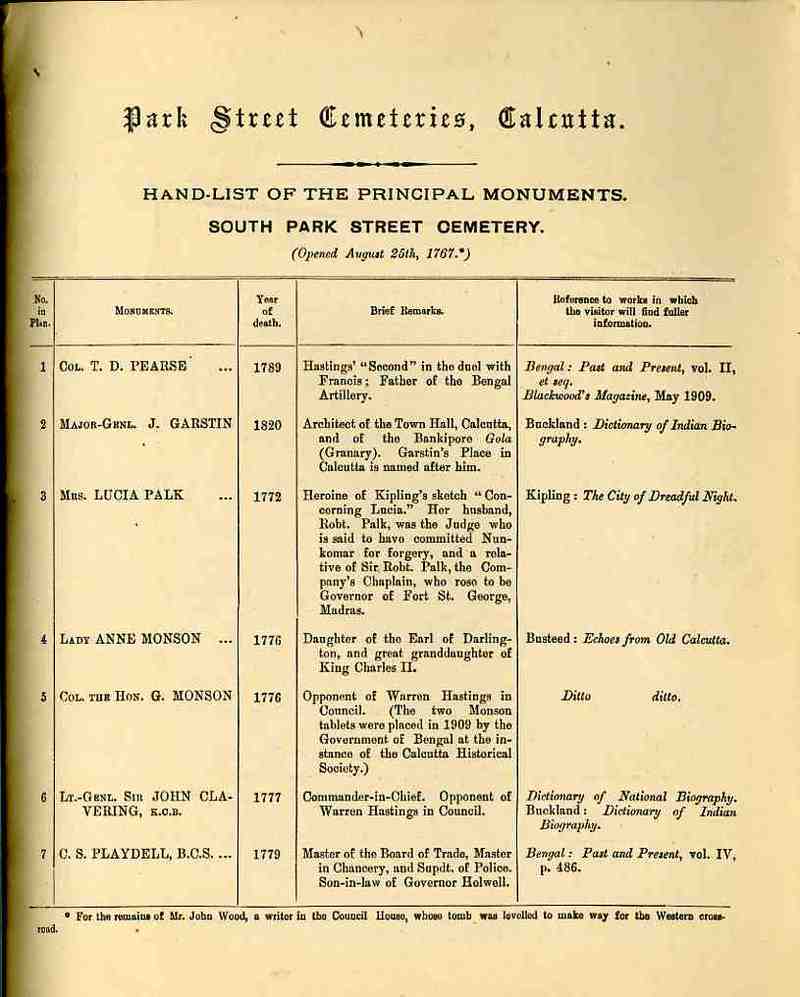 Park Street Cemeteries, Calcutta.
HAND-LIST OF THE PRINCIPAL MONUMENTS.
SOUTH PARK STREET CEMETERY.
(Opened August 25th, 1767.*)
No. in Plan.
MONUMENTS.
Year of death.
Brief Remarks.
Reference to works in which the visitor will find fuller information.
1
COL. T. D. PEARSE ...
1789
Hastings' "Second" in the duel with
Francis; Father of the Bengal
Artillery.
Bengal: Past and Present, vol. II,
et seq.
Blackwood's Magazine, May 1909.
2
MAJOR-GENL. J. GARSTIN
1820
Architect of the Town Hall, Calcutta,
and of the Bankipore Gola
(Granary). Garstin's Place in
Calcutta is named after him.
Buckland: Dictionary of Indian Bio-
graphy.
3
MRS. LUCIA PALK ...
1772
Heroine of Kipling's sketch "Con-
cerning Lucia." Her husband,
Robt. Palk, was the Judge who
is said to have committed Nun-
komar for forgery, and a rela-
tive of Sir Robt. Palk, the Com-
pany's Chaplain, who rose to be
Governor of Fort St. George,
Madras.
Kipling: The City of Dreadful Night.
4
LADY ANNE MONSON ...
1776
Daughter of the Earl of Darling-
ton, and great granddaughter of
King Charles II.
Busteed: Echoes from Old Calcutta.
5
COL. THE HON. G. MONSON
1776
Opponent of Warren Hastings in
Council. (The two Monson
tablets were placed in 1909 by the
Government of Bengal at the in-
stance of the Calcutta Historical
Society.)
Ditto ditto.
6
LT.-GENL. SIR JOHN CLA-
VERING, K.C.B.
1777
Commander-in-Chief. Opponent of
Warren Hastings in Council.
Dictionary of National Biography.
Buckland: Dictionary of Indian
Biography.
7
C. S. PLAYDELL, B.C.S. ...
1779
Master of the Board of Trade, Master
in Chancery, and Supdt. of Police.
Son-in-law of Governor Holwell.
Bengal: Past and Present, vol. IV,
p. 486.
* For the remains of Mr. John Wood, a writer in the Council House, whose tomb was levelled to make way for the Western cross-
road.